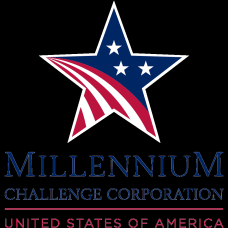 MILLENNIUM
CHALLENGE CORPORATION
UNITED STATES OF AMERICA